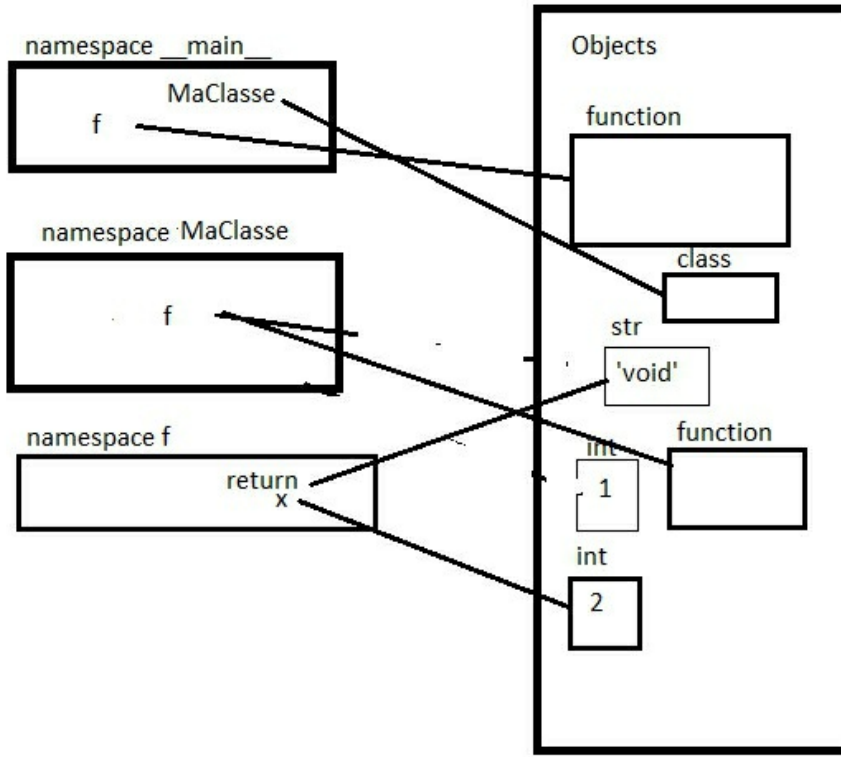 namespace __main__
MaClasse
f
namespace MaClasse
f
namespace f
return
x
Objects
function
class
str
'void'
function
int
1
int
2